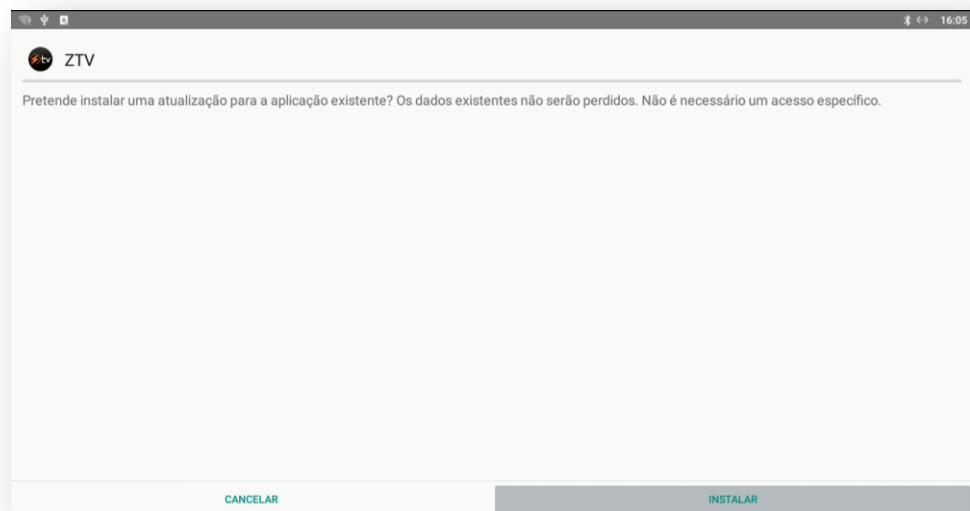 16:05
tv ZTV
Pretende instalar uma atualização para a aplicação existente? Os dados existentes não serão perdidos. Não é necessário um acesso específico.
CANCELAR INSTALAR